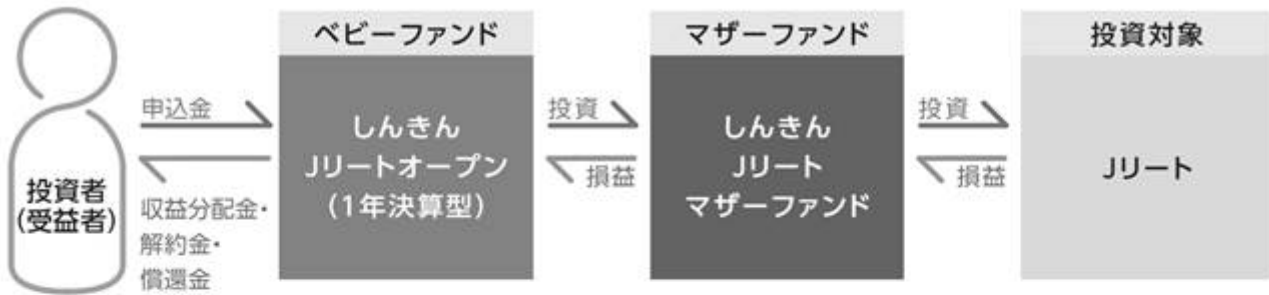 ベビーファンド
マザーファンド
投資対象
投資者
(受益者)
申込金
収益分配金・
解約金・
償還金
しんきん
Jリートオープン
(1年決算型)
投資
損益
しんきん
Jリート
マザーファンド
投資
損益
Jリート